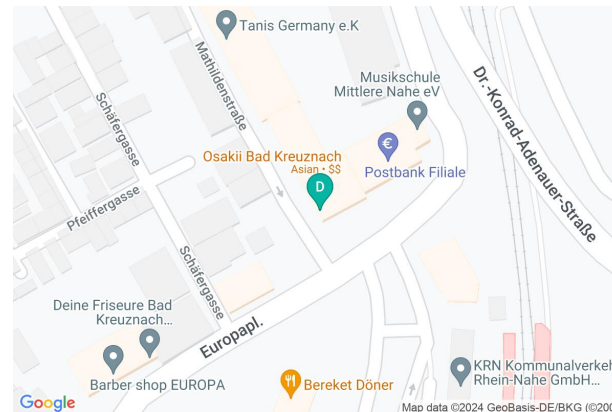 Tanis Germany e.K
Mathildenstraße
Musikschule
Mittlere Nahe eV
Dr.-Konrad-Adenauer-Straße
Schäfergasse
Osakii Bad Kreuznach
Asian • $$
D
€
Postbank Filiale
Pfeiffergasse
Schäfergasse
Deine Friseure Bad
Kreuznach...
Europapl.
Barber shop EUROPA
Bereket Döner
KRN Kommunalverkeh
Rhein-Nahe GmbH...
Google
Map data ©2024 GeoBasis-DE/BKG (©200